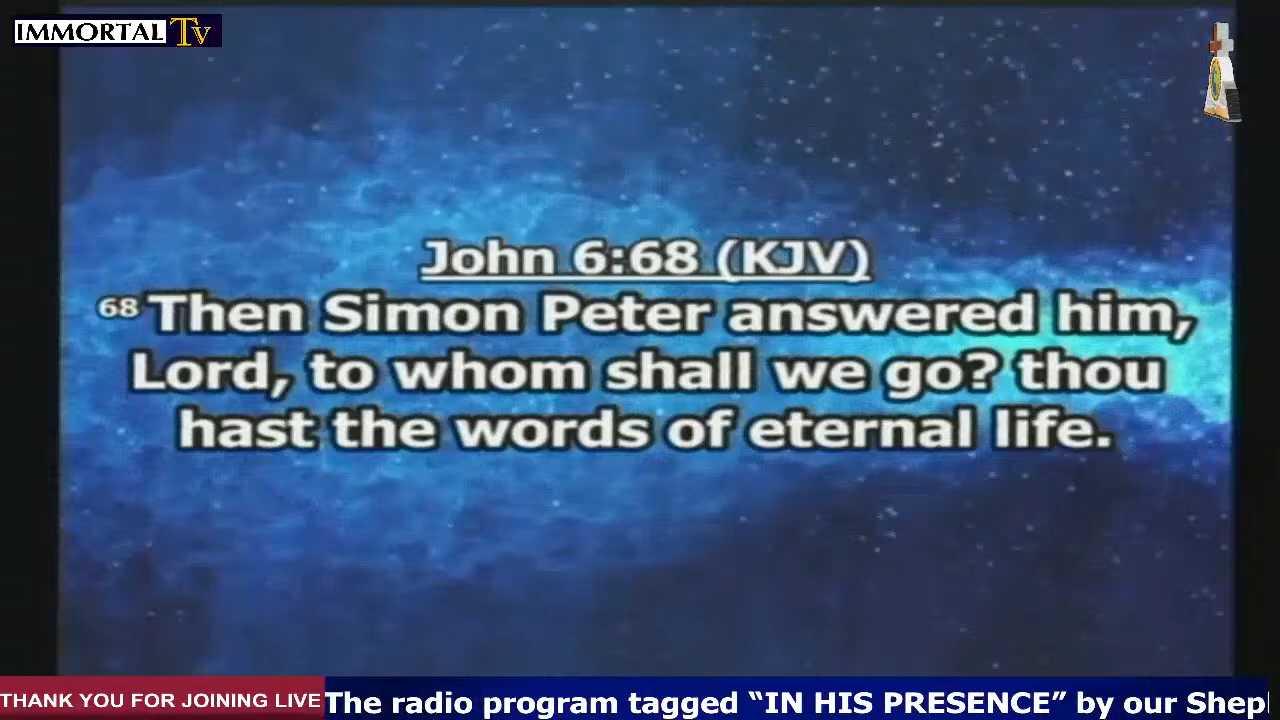 IMMORTAL Tv
John 6:68 (KJV)
68 Then Simon Peter answered him,
Lord, to whom shall we go? thou
hast the words of eternal life.
THANK YOU FOR JOINING LIVE
The radio program tagged “IN HIS PRESENCE” by our Shep